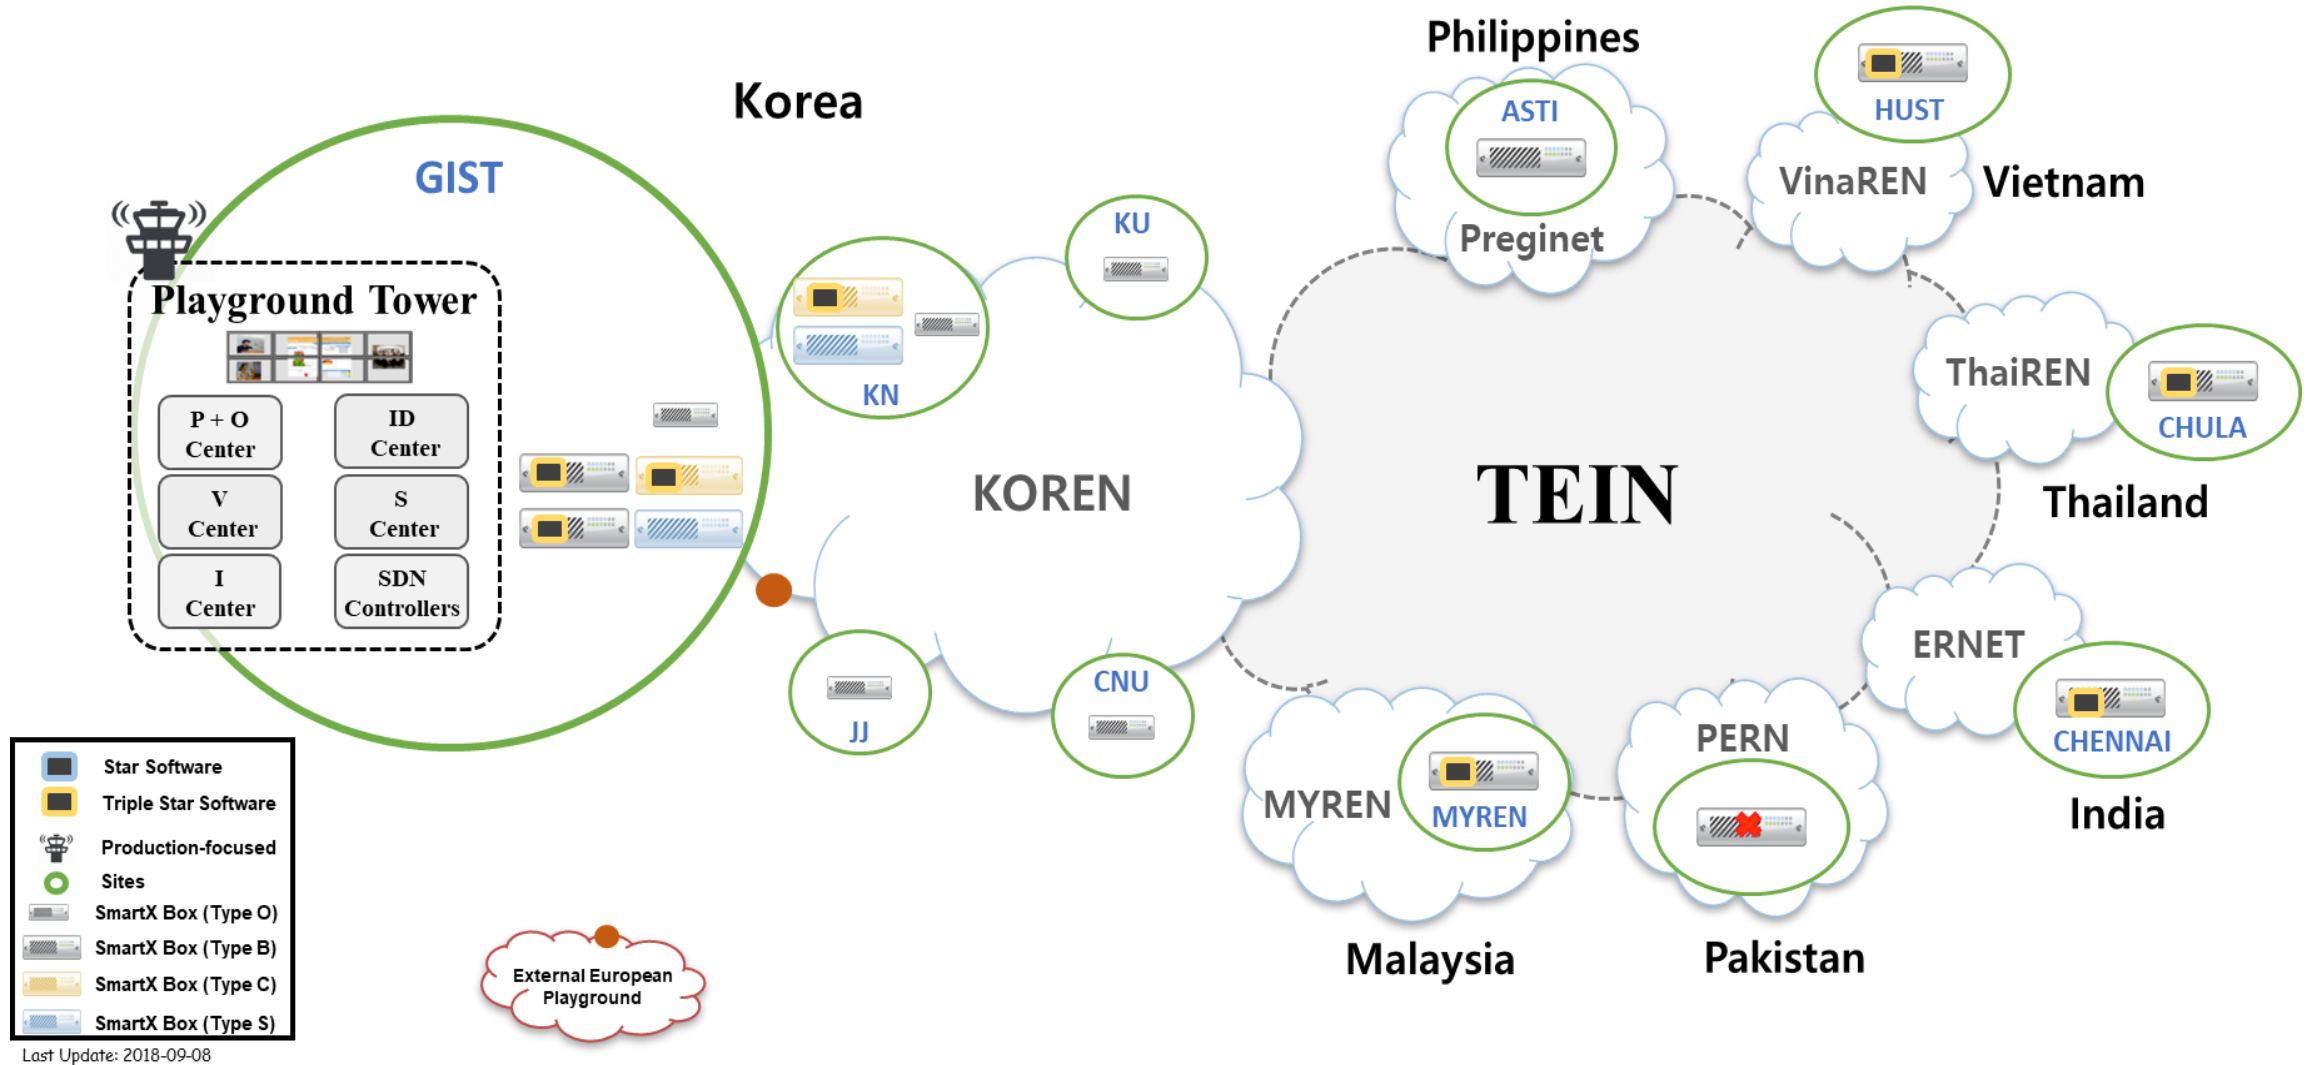 Korea
GIST
Playground Tower
P + O
Center
ID
Center
V
Center
S
Center
I
Center
SDN
Controllers
KN
KU
KOREN
JJ
CNU
Philippines
ASTI
Preginet
HUST
VinaREN
Vietnam
ThaiREN
CHULA
Thailand
TEIN
ERNET
CHENNAI
India
PERN
Pakistan
MYREN
MYREN
Malaysia
Star Software
Triple Star Software
Production-focused
Sites
SmartX Box (Type O)
SmartX Box (Type B)
SmartX Box (Type C)
SmartX Box (Type S)
Last Update: 2018-09-08
External European
Playground